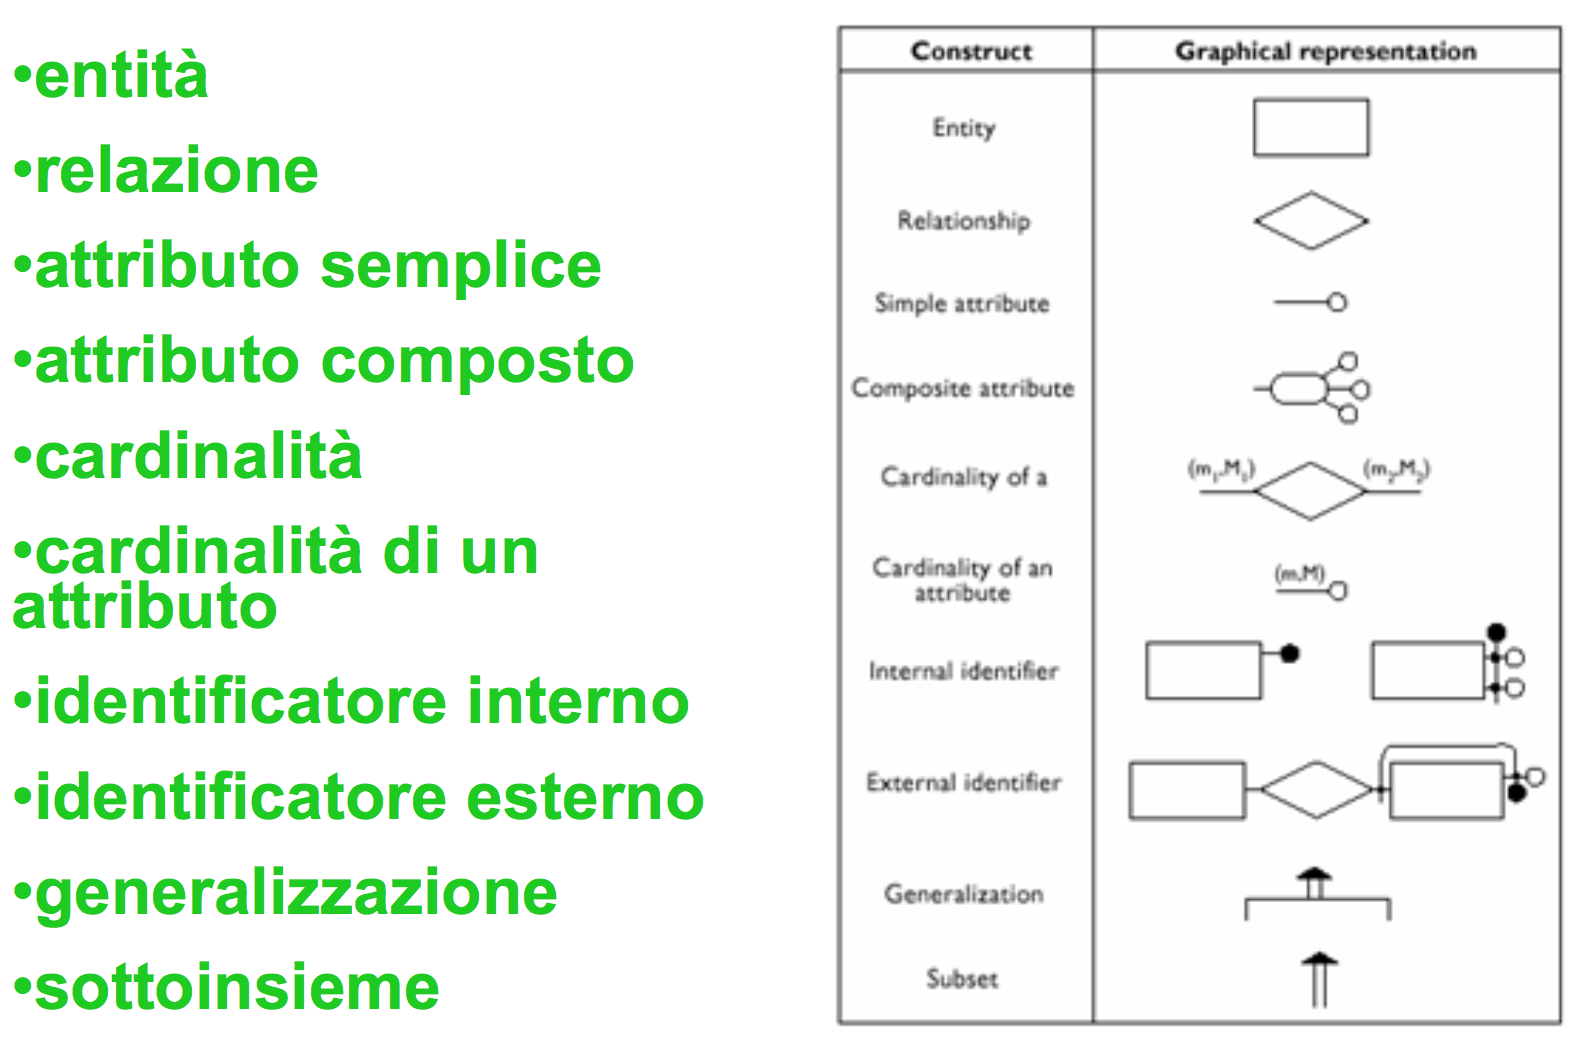 •entità
•relazione
•attributo semplice
•attributo composto
•cardinalità
•cardinalità di un
attributo
•identificatore interno
•identificatore esterno
•generalizzazione
•sottoinsieme
Construct Graphical representation
Entity
Relationship
Simple attribute
Composite attribute
Cardinality of a (m₁,M₁) (m₂,M₂)
Cardinality of an
attribute
(m,M)
Internal identifier
External identifier
Generalization
Subset